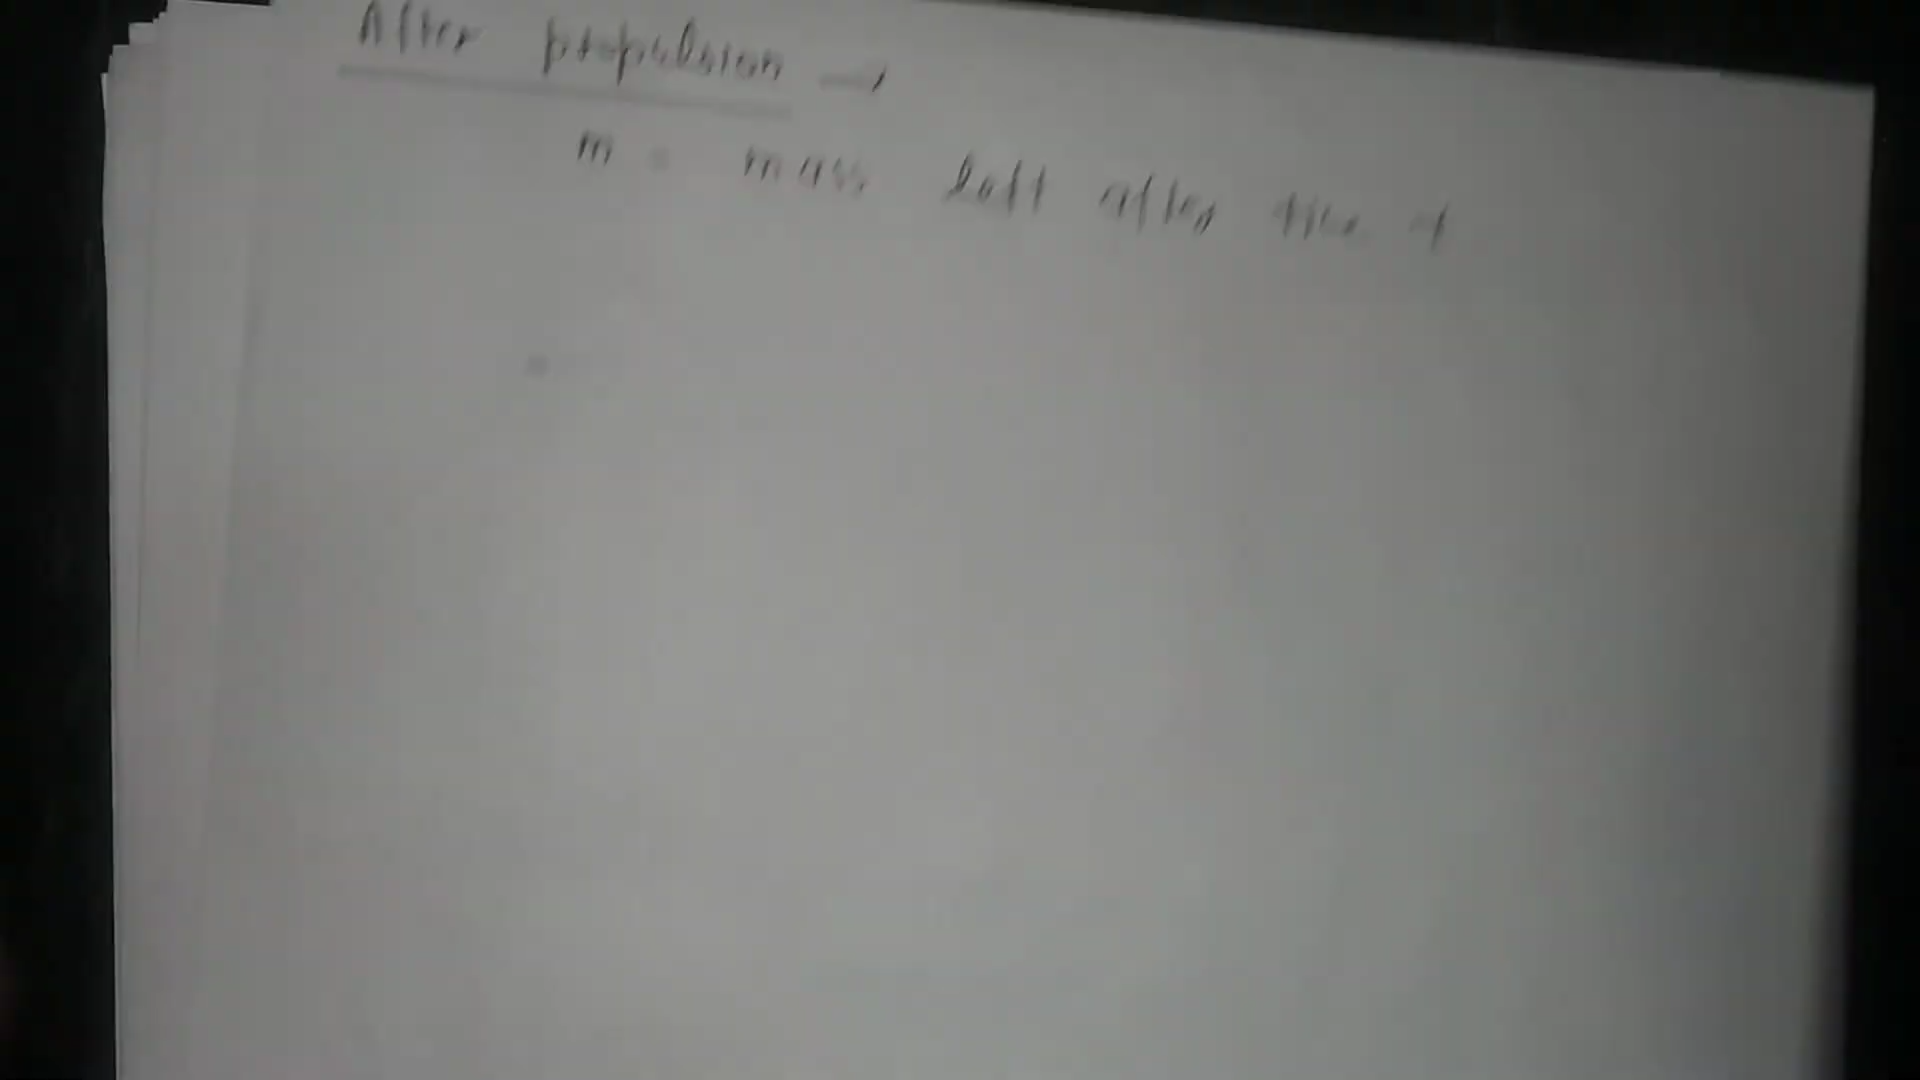 After propulsion →
m = mass left after time t